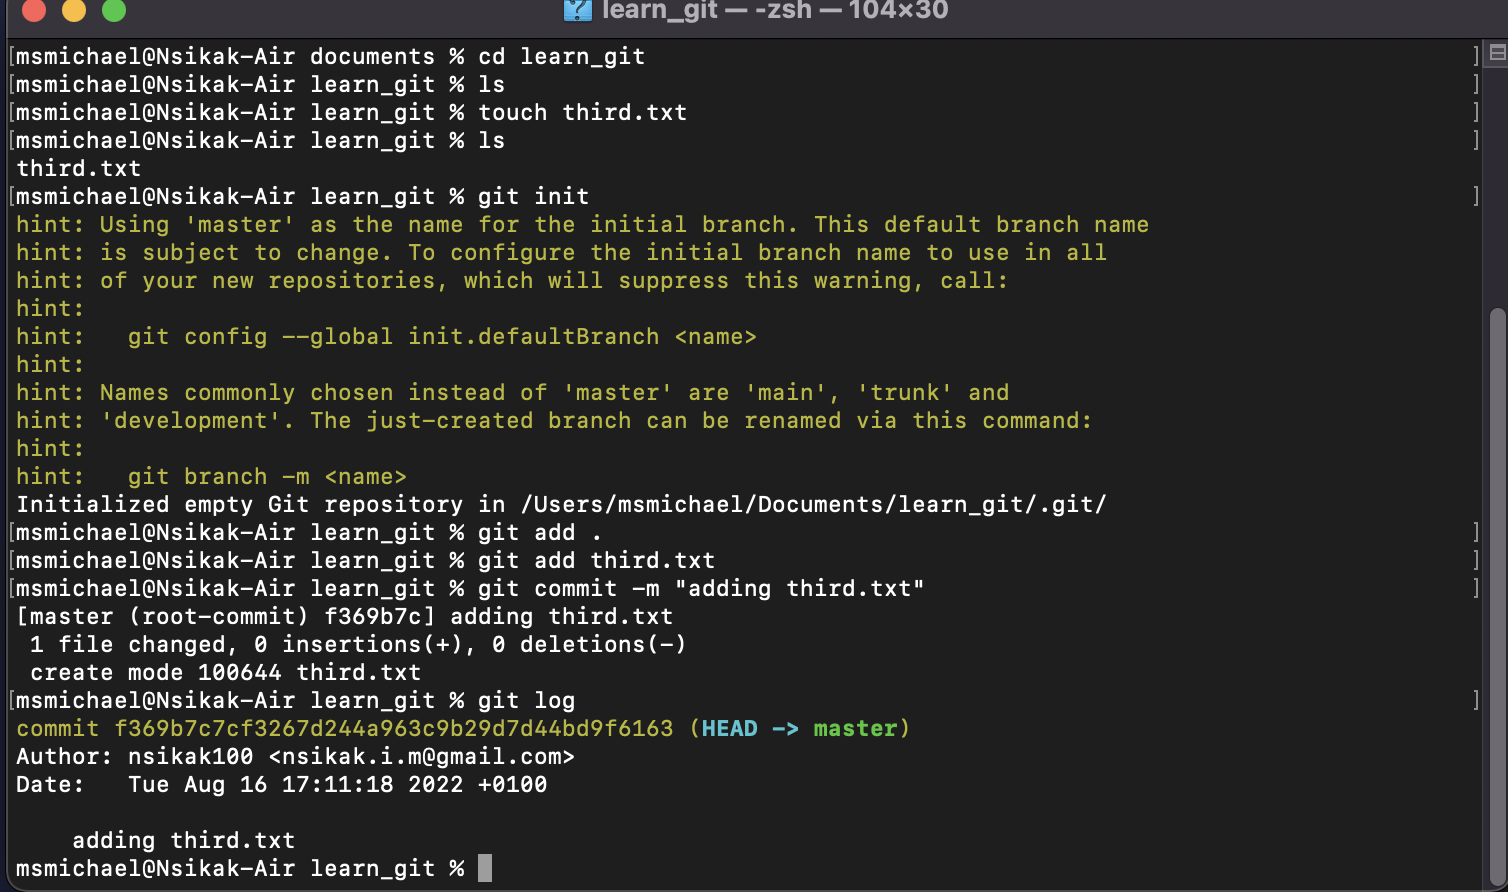 learn_git — -zsh — 104×30
[msmichael@Nsikak-Air documents % cd learn_git ]
[msmichael@Nsikak-Air learn_git % ls ]
[msmichael@Nsikak-Air learn_git % touch third.txt ]
[msmichael@Nsikak-Air learn_git % ls ]
third.txt
[msmichael@Nsikak-Air learn_git % git init ]
hint: Using 'master' as the name for the initial branch. This default branch name
hint: is subject to change. To configure the initial branch name to use in all
hint: of your new repositories, which will suppress this warning, call:
hint:
hint:   git config --global init.defaultBranch <name>
hint:
hint: Names commonly chosen instead of 'master' are 'main', 'trunk' and
hint: 'development'. The just-created branch can be renamed via this command:
hint:
hint:   git branch -m <name>
Initialized empty Git repository in /Users/msmichael/Documents/learn_git/.git/
[msmichael@Nsikak-Air learn_git % git add . ]
[msmichael@Nsikak-Air learn_git % git add third.txt ]
[msmichael@Nsikak-Air learn_git % git commit -m "adding third.txt" ]
[master (root-commit) f369b7c] adding third.txt
 1 file changed, 0 insertions(+), 0 deletions(-)
 create mode 100644 third.txt
[msmichael@Nsikak-Air learn_git % git log ]
commit f369b7c7cf3267d244a963c9b29d7d44bd9f6163 (HEAD -> master)
Author: nsikak100 <nsikak.i.m@gmail.com>
Date:   Tue Aug 16 17:11:18 2022 +0100
    adding third.txt
msmichael@Nsikak-Air learn_git %